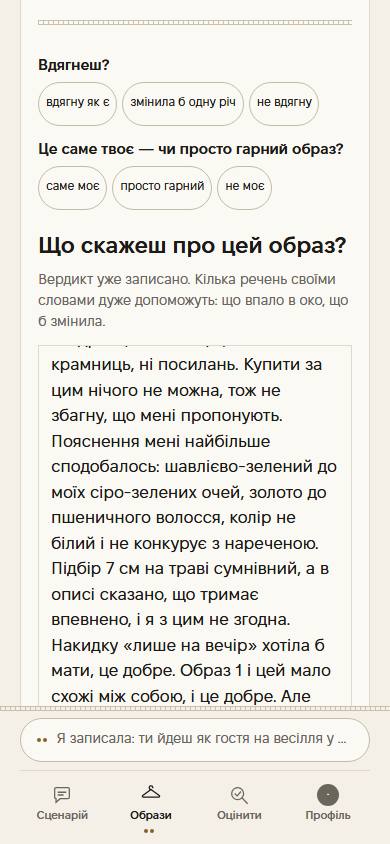 Вдягнеш?
вдягну як є
змінила б одну річ
не вдягну
Це саме твоє — чи просто гарний образ?
саме моє
просто гарний
не моє
Що скажеш про цей образ?
Вердикт уже записано. Кілька речень своїми
словами дуже допоможуть: що впало в око, що
б змінила.
крамниць, ні посилань. Купити за
цим нічого не можна, тож не
збагну, що мені пропонують.
Пояснення мені найбільше
сподобалось: шавлієво-зелений до
моїх сіро-зелених очей, золото до
пшеничного волосся, колір не
білий і не конкурує з нареченою.
Підбір 7 см на траві сумнівний, а в
описі сказано, що тримає
впевнено, і я з цим не згодна.
Накидку «лише на вечір» хотіла б
мати, це добре. Образ 1 і цей мало
схожі між собою, і це добре. Але
Я записала: ти йдеш як гостя на весілля у ...
Сценарій
Образи
Оцінити
Профіль